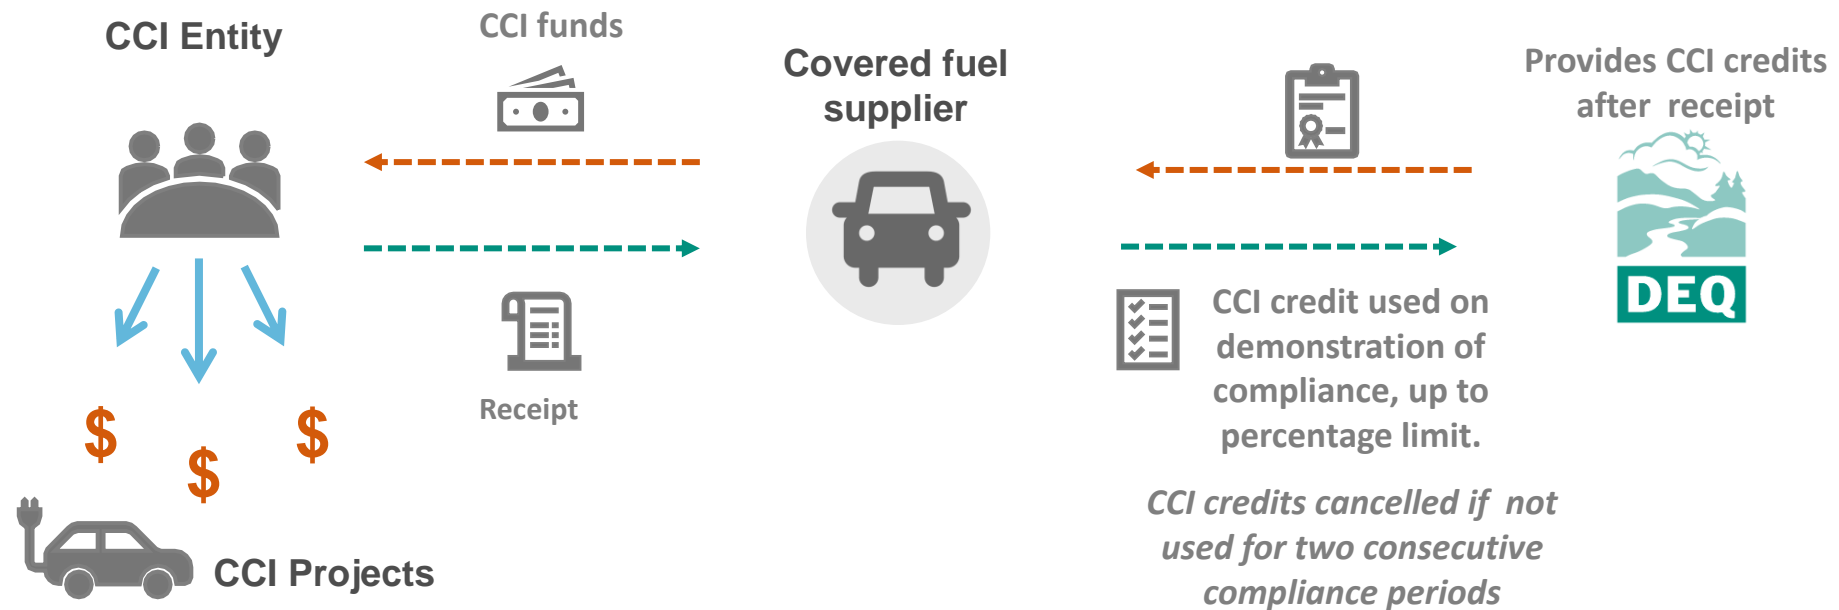 CCI Entity
CCI funds
Receipt
$
$
$
CCI Projects
Covered fuel
supplier
Provides CCI credits
after receipt
DEQ
CCI credit used on
demonstration of
compliance, up to
percentage limit.
CCI credits cancelled if not
used for two consecutive
compliance periods